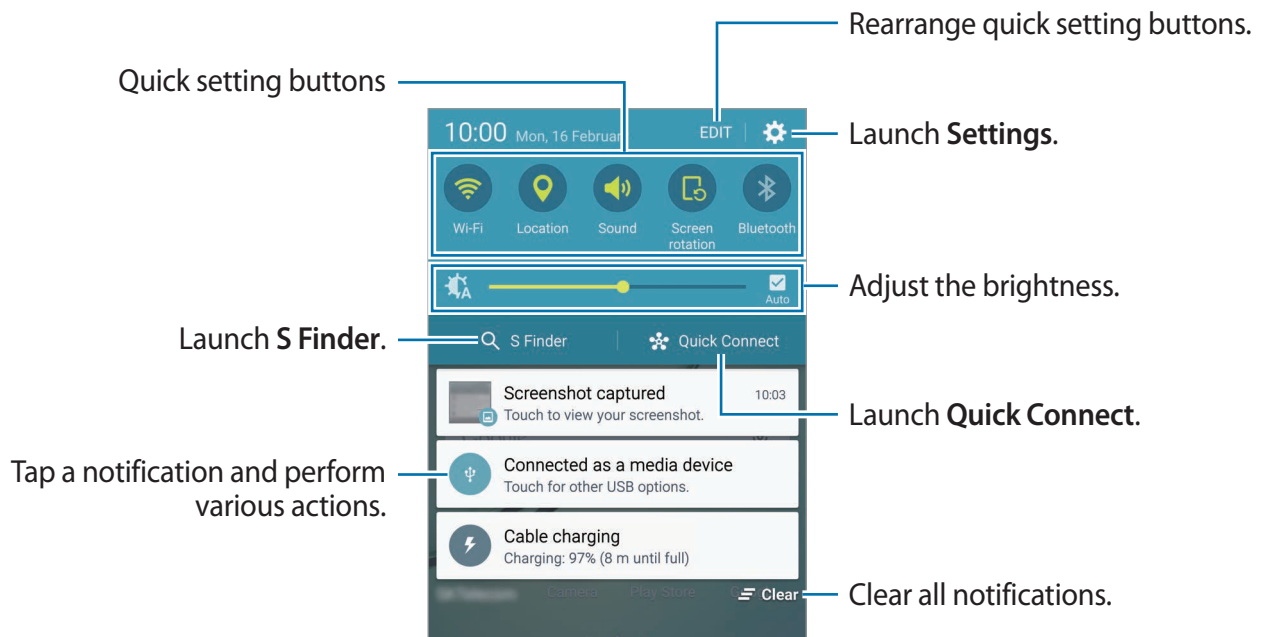 Rearrange quick setting buttons.
Quick setting buttons
10:00 Mon, 16 Februar
EDIT
Launch Settings.
Wi-Fi
Location
Sound
Screen
rotation
Bluetooth
A
Auto
Adjust the brightness.
Launch S Finder.
S Finder
Quick Connect
Screenshot captured
10:03
Touch to view your screenshot.
Launch Quick Connect.
Tap a notification and perform
various actions.
Connected as a media device
Touch for other USB options.
Cable charging
Charging: 97% (8 m until full)
Camera
Play Store
Clear
Clear all notifications.